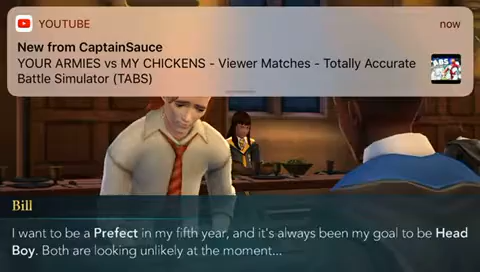 YOUTUBE
now
New from CaptainSauce
YOUR ARMIES vs MY CHICKENS - Viewer Matches - Totally Accurate
Battle Simulator (TABS)
TABS
Bill
I want to be a Prefect in my fifth year, and it's always been my goal to be Head
Boy. Both are looking unlikely at the moment...